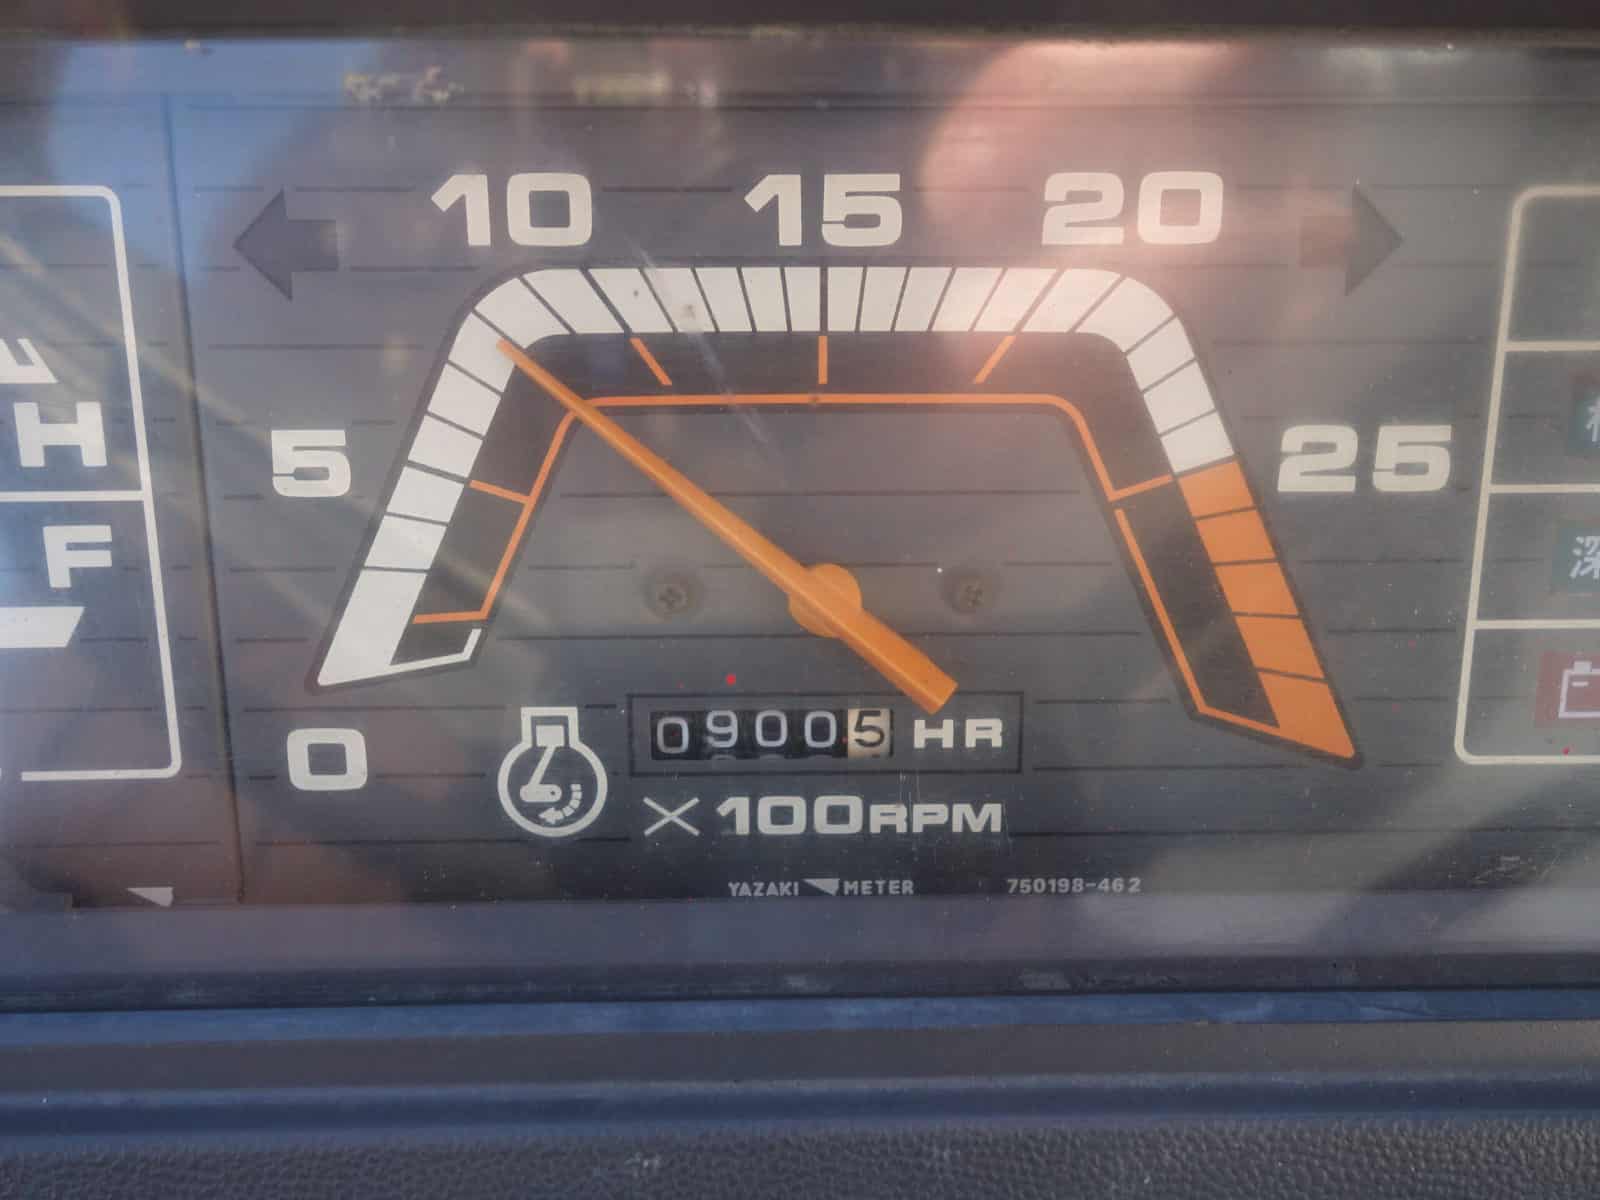 10 15 20
H
5 25
F
深
09005 HR
0
×100RPM
YAZAKI METER 750198-462